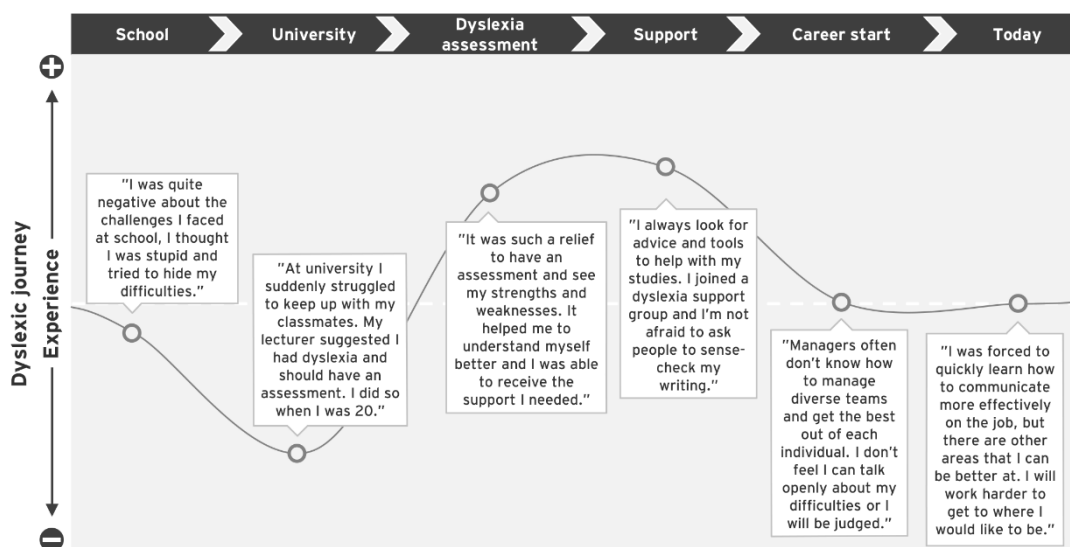 School
University
Dyslexia
assessment
Support
Career start
Today
Dyslexic journey
Experience
"I was quite
negative about the
challenges I faced
at school, I thought
I was stupid and
tried to hide my
difficulties."
"At university I
suddenly struggled
to keep up with my
classmates. My
lecturer suggested I
had dyslexia and
should have an
assessment. I did so
when I was 20."
"It was such a relief
to have an
assessment and see
my strengths and
weaknesses. It
helped me to
understand myself
better and I was able
to receive the
support I needed."
"I always look for
advice and tools
to help with my
studies. I joined a
dyslexia support
group and I'm not
afraid to ask
people to sense-
check my
writing."
"Managers often
don't know how
to manage
diverse teams
and get the best
out of each
individual. I don't
feel I can talk
openly about my
difficulties or I
will be judged."
"I was forced to
quickly learn how
to communicate
more effectively
on the job, but
there are other
areas that I can
be better at. I will
work harder to
get to where I
would like to be."